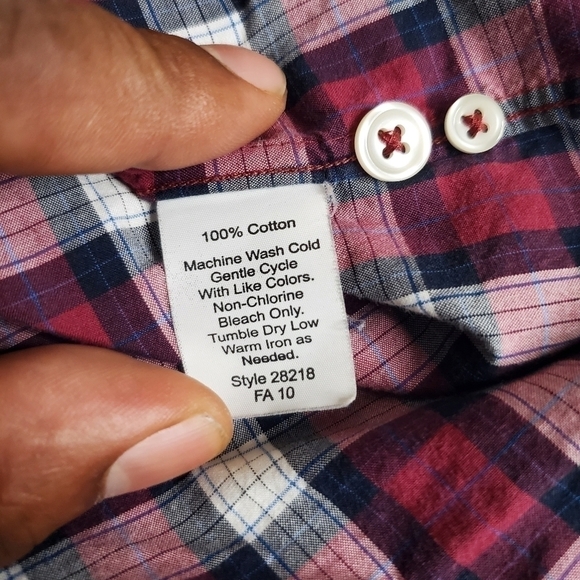 100% Cotton
Machine Wash Cold
Gentle Cycle
With Like Colors.
Non-Chlorine
Bleach Only.
Tumble Dry Low
Warm Iron as
Needed.
Style 28218
FA 10